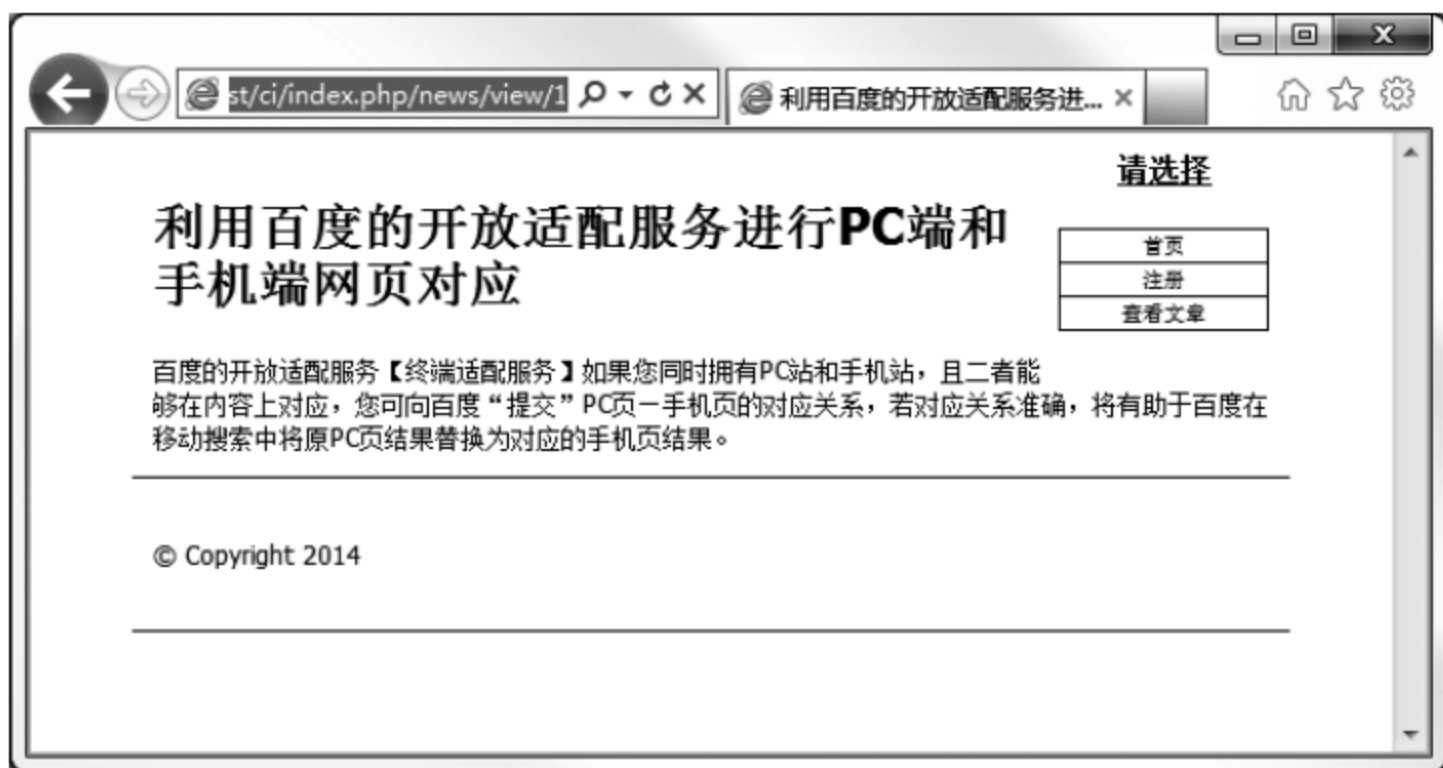 st/ci/index.php/news/view/1
利用百度的开放适配服务进...
请选择
利用百度的开放适配服务进行PC端和
手机端网页对应
首页
注册
查看文章
百度的开放适配服务【终端适配服务】如果您同时拥有PC站和手机站，且二者能
够在内容上对应，您可向百度“提交”PC页－手机页的对应关系，若对应关系准确，将有助于百度在
移动搜索中将原PC页结果替换为对应的手机页结果。
© Copyright 2014